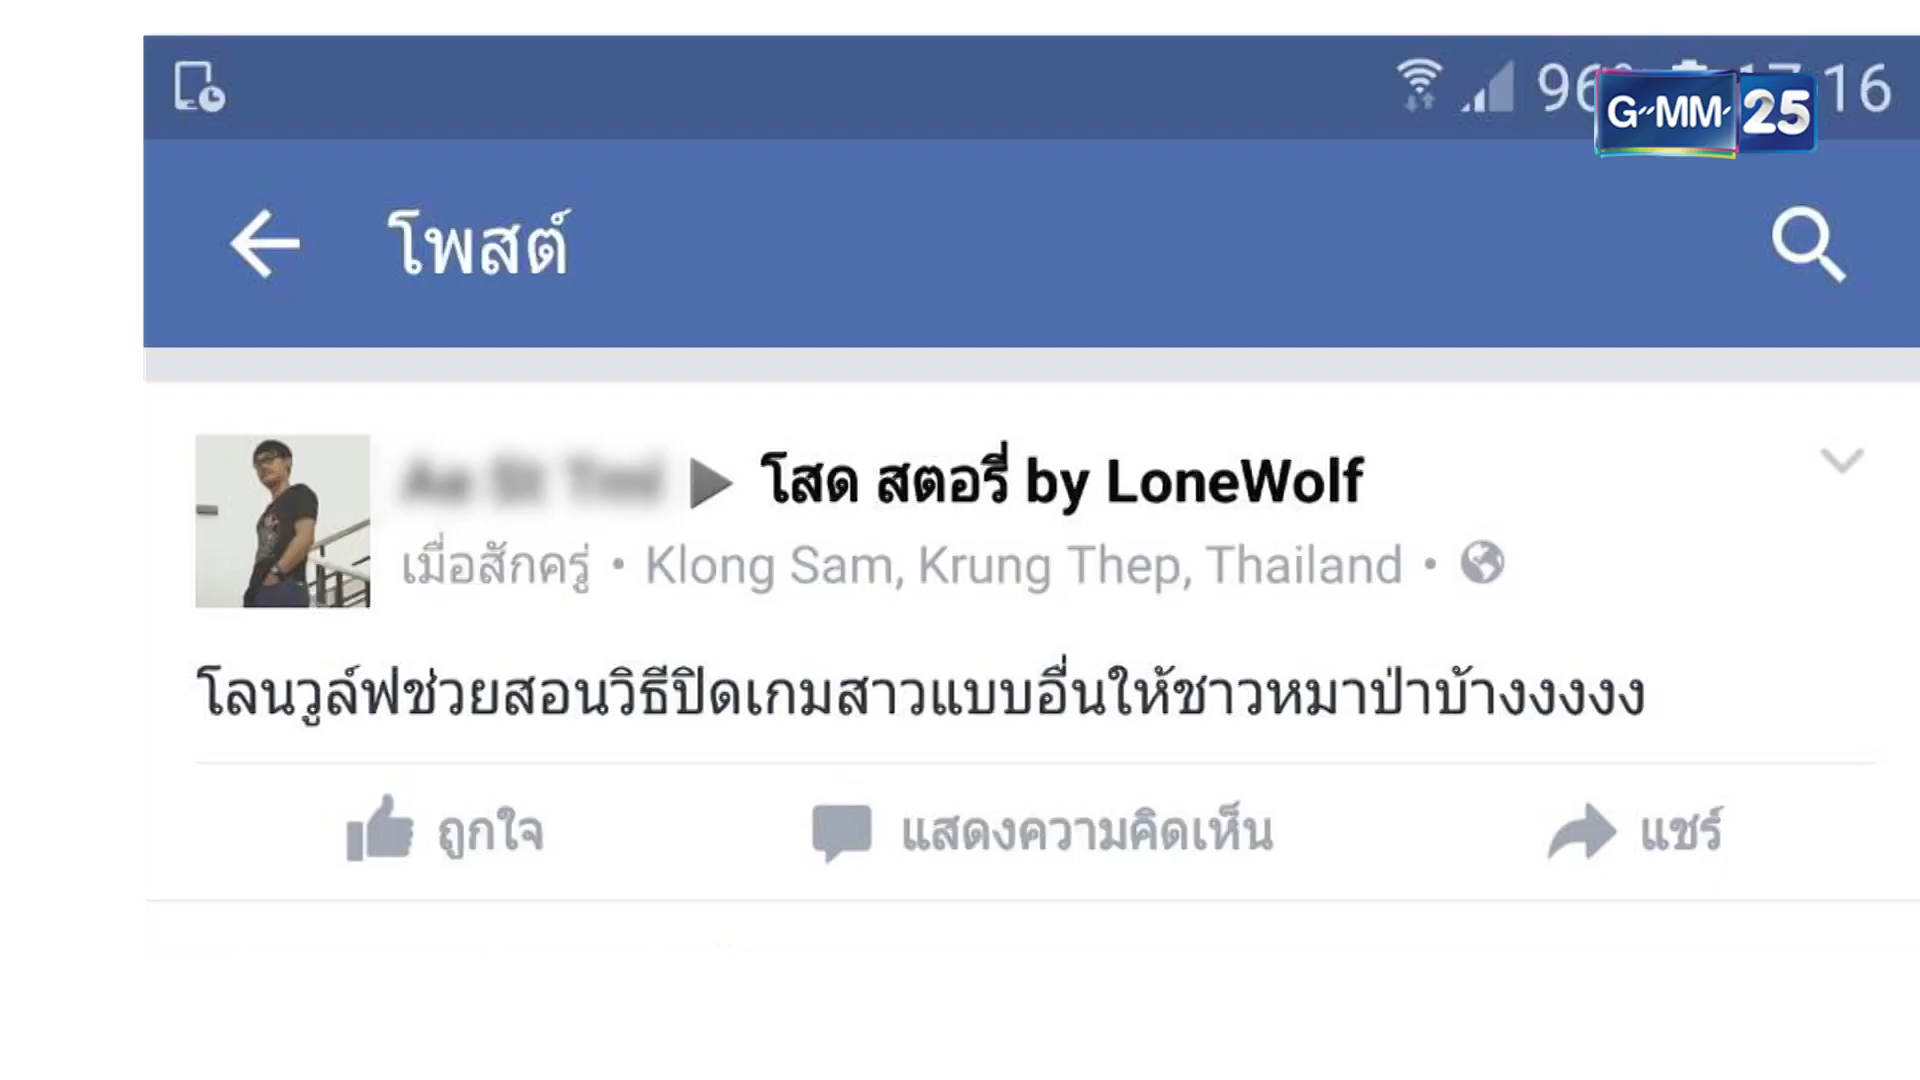 G"MM' 25
16
โพสต์
โสด สตอรี่ by LoneWolf
เมื่อสักครู่ • Klong Sam, Krung Thep, Thailand •
โลนวูล์ฟช่วยสอนวิธีปิดเกมสาวแบบอื่นให้ชาวหมาป่าบ้างงงงง
ถูกใจ แสดงความคิดเห็น แชร์